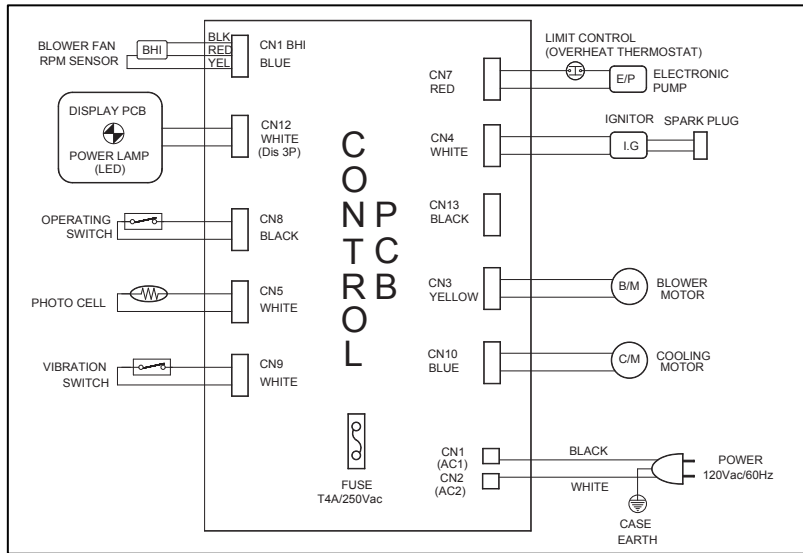 BLOWER FAN
RPM SENSOR
BHI
BLK
RED
YEL
CN1 BHI
BLUE
DISPLAY PCB
POWER LAMP
(LED)
CN12
WHITE
(Dis 3P)
OPERATING
SWITCH
CN8
BLACK
PHOTO CELL
CN5
WHITE
VIBRATION
SWITCH
CN9
WHITE
CONTROL
PCB
FUSE
T4A/250Vac
LIMIT CONTROL
(OVERHEAT THERMOSTAT)
CN7
RED
E/P
ELECTRONIC
PUMP
IGNITOR
SPARK PLUG
CN4
WHITE
I.G
CN13
BLACK
CN3
YELLOW
B/M
BLOWER
MOTOR
CN10
BLUE
C/M
COOLING
MOTOR
CN1
(AC1)
CN2
(AC2)
BLACK
WHITE
POWER
120Vac/60Hz
CASE
EARTH